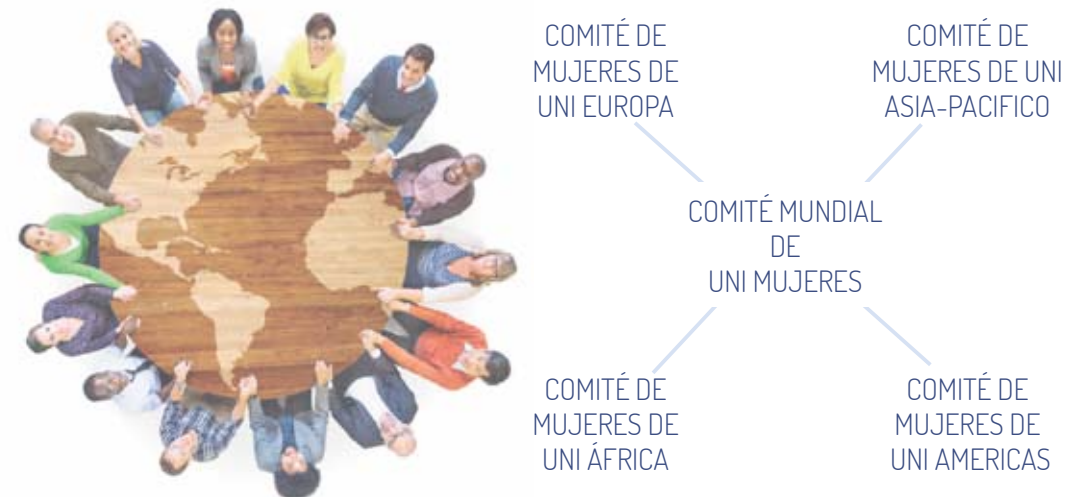 COMITÉ DE
MUJERES DE
UNI EUROPA
COMITÉ DE
MUJERES DE UNI
ASIA-PACIFICO
COMITÉ MUNDIAL
DE
UNI MUJERES
COMITÉ DE
MUJERES DE
UNI ÁFRICA
COMITÉ DE
MUJERES DE
UNI AMERICAS